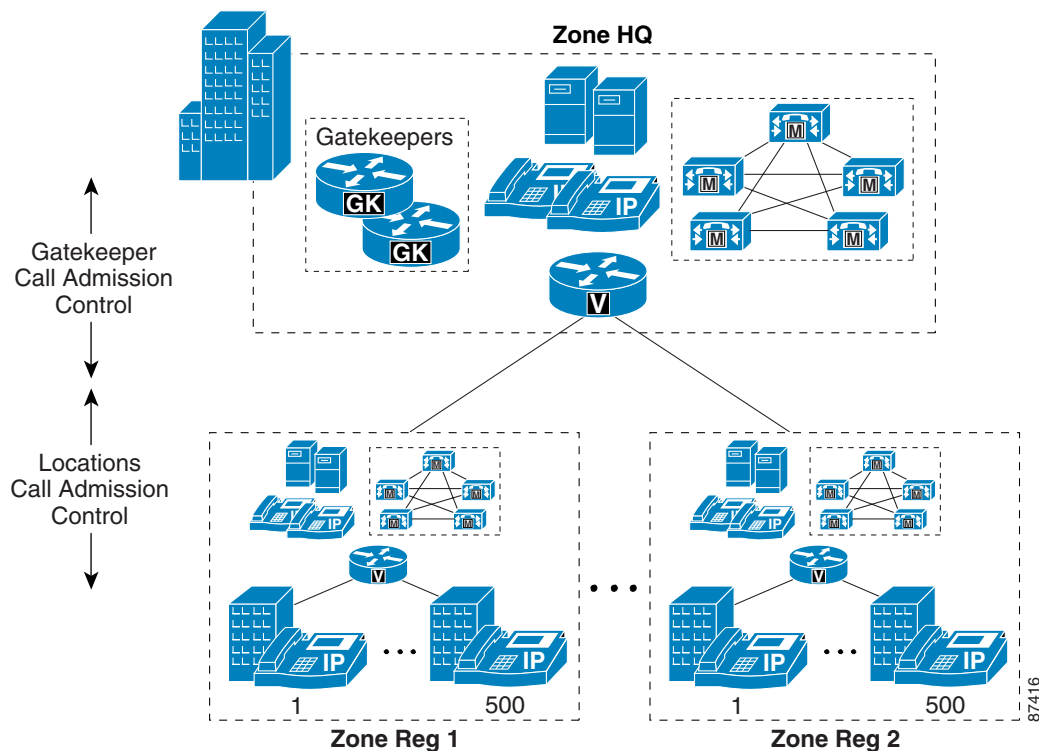 Zone HQ
Gatekeepers
GK
GK
IP
IP
M
M
M
M
M
V
Gatekeeper
Call Admission
Control
Locations
Call Admission
Control
M
M
M
M
M
V
IP
IP
1
...
500
Zone Reg 1
...
M
M
M
M
M
V
IP
IP
1
...
500
Zone Reg 2
87416